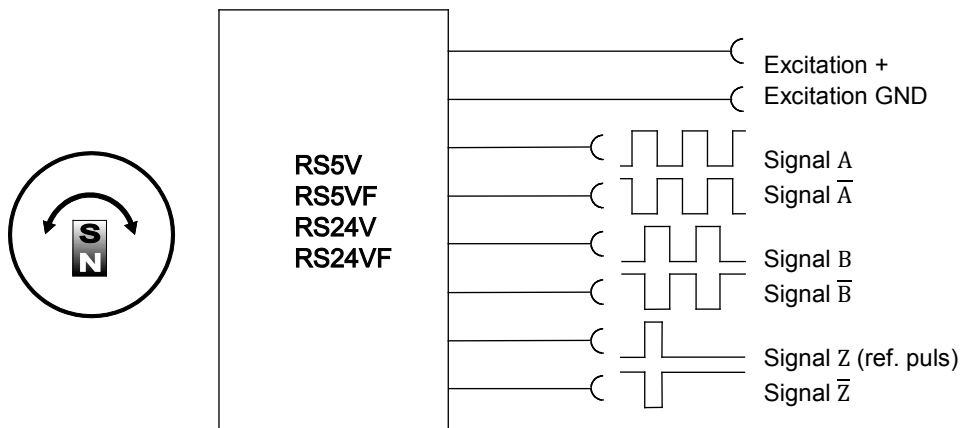 Excitation +
Excitation GND
RS5V
RS5VF
RS24V
RS24VF
Signal A
Signal A̅
S
N
Signal B
Signal B̅
Signal Z (ref. puls)
Signal Z̅